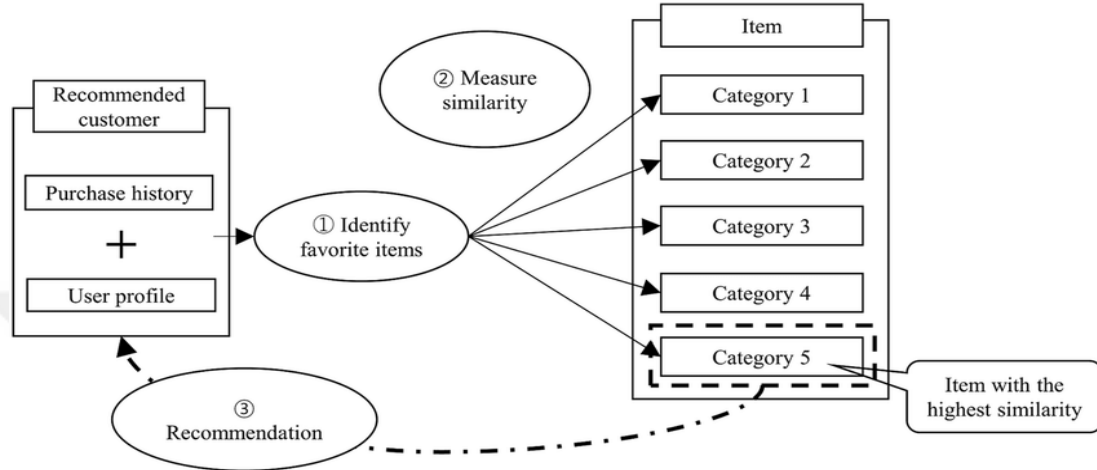 Recommended
customer
Purchase history
+
User profile
① Identify
favorite items
② Measure
similarity
Item
Category 1
Category 2
Category 3
Category 4
Category 5
Item with the
highest similarity
③
Recommendation